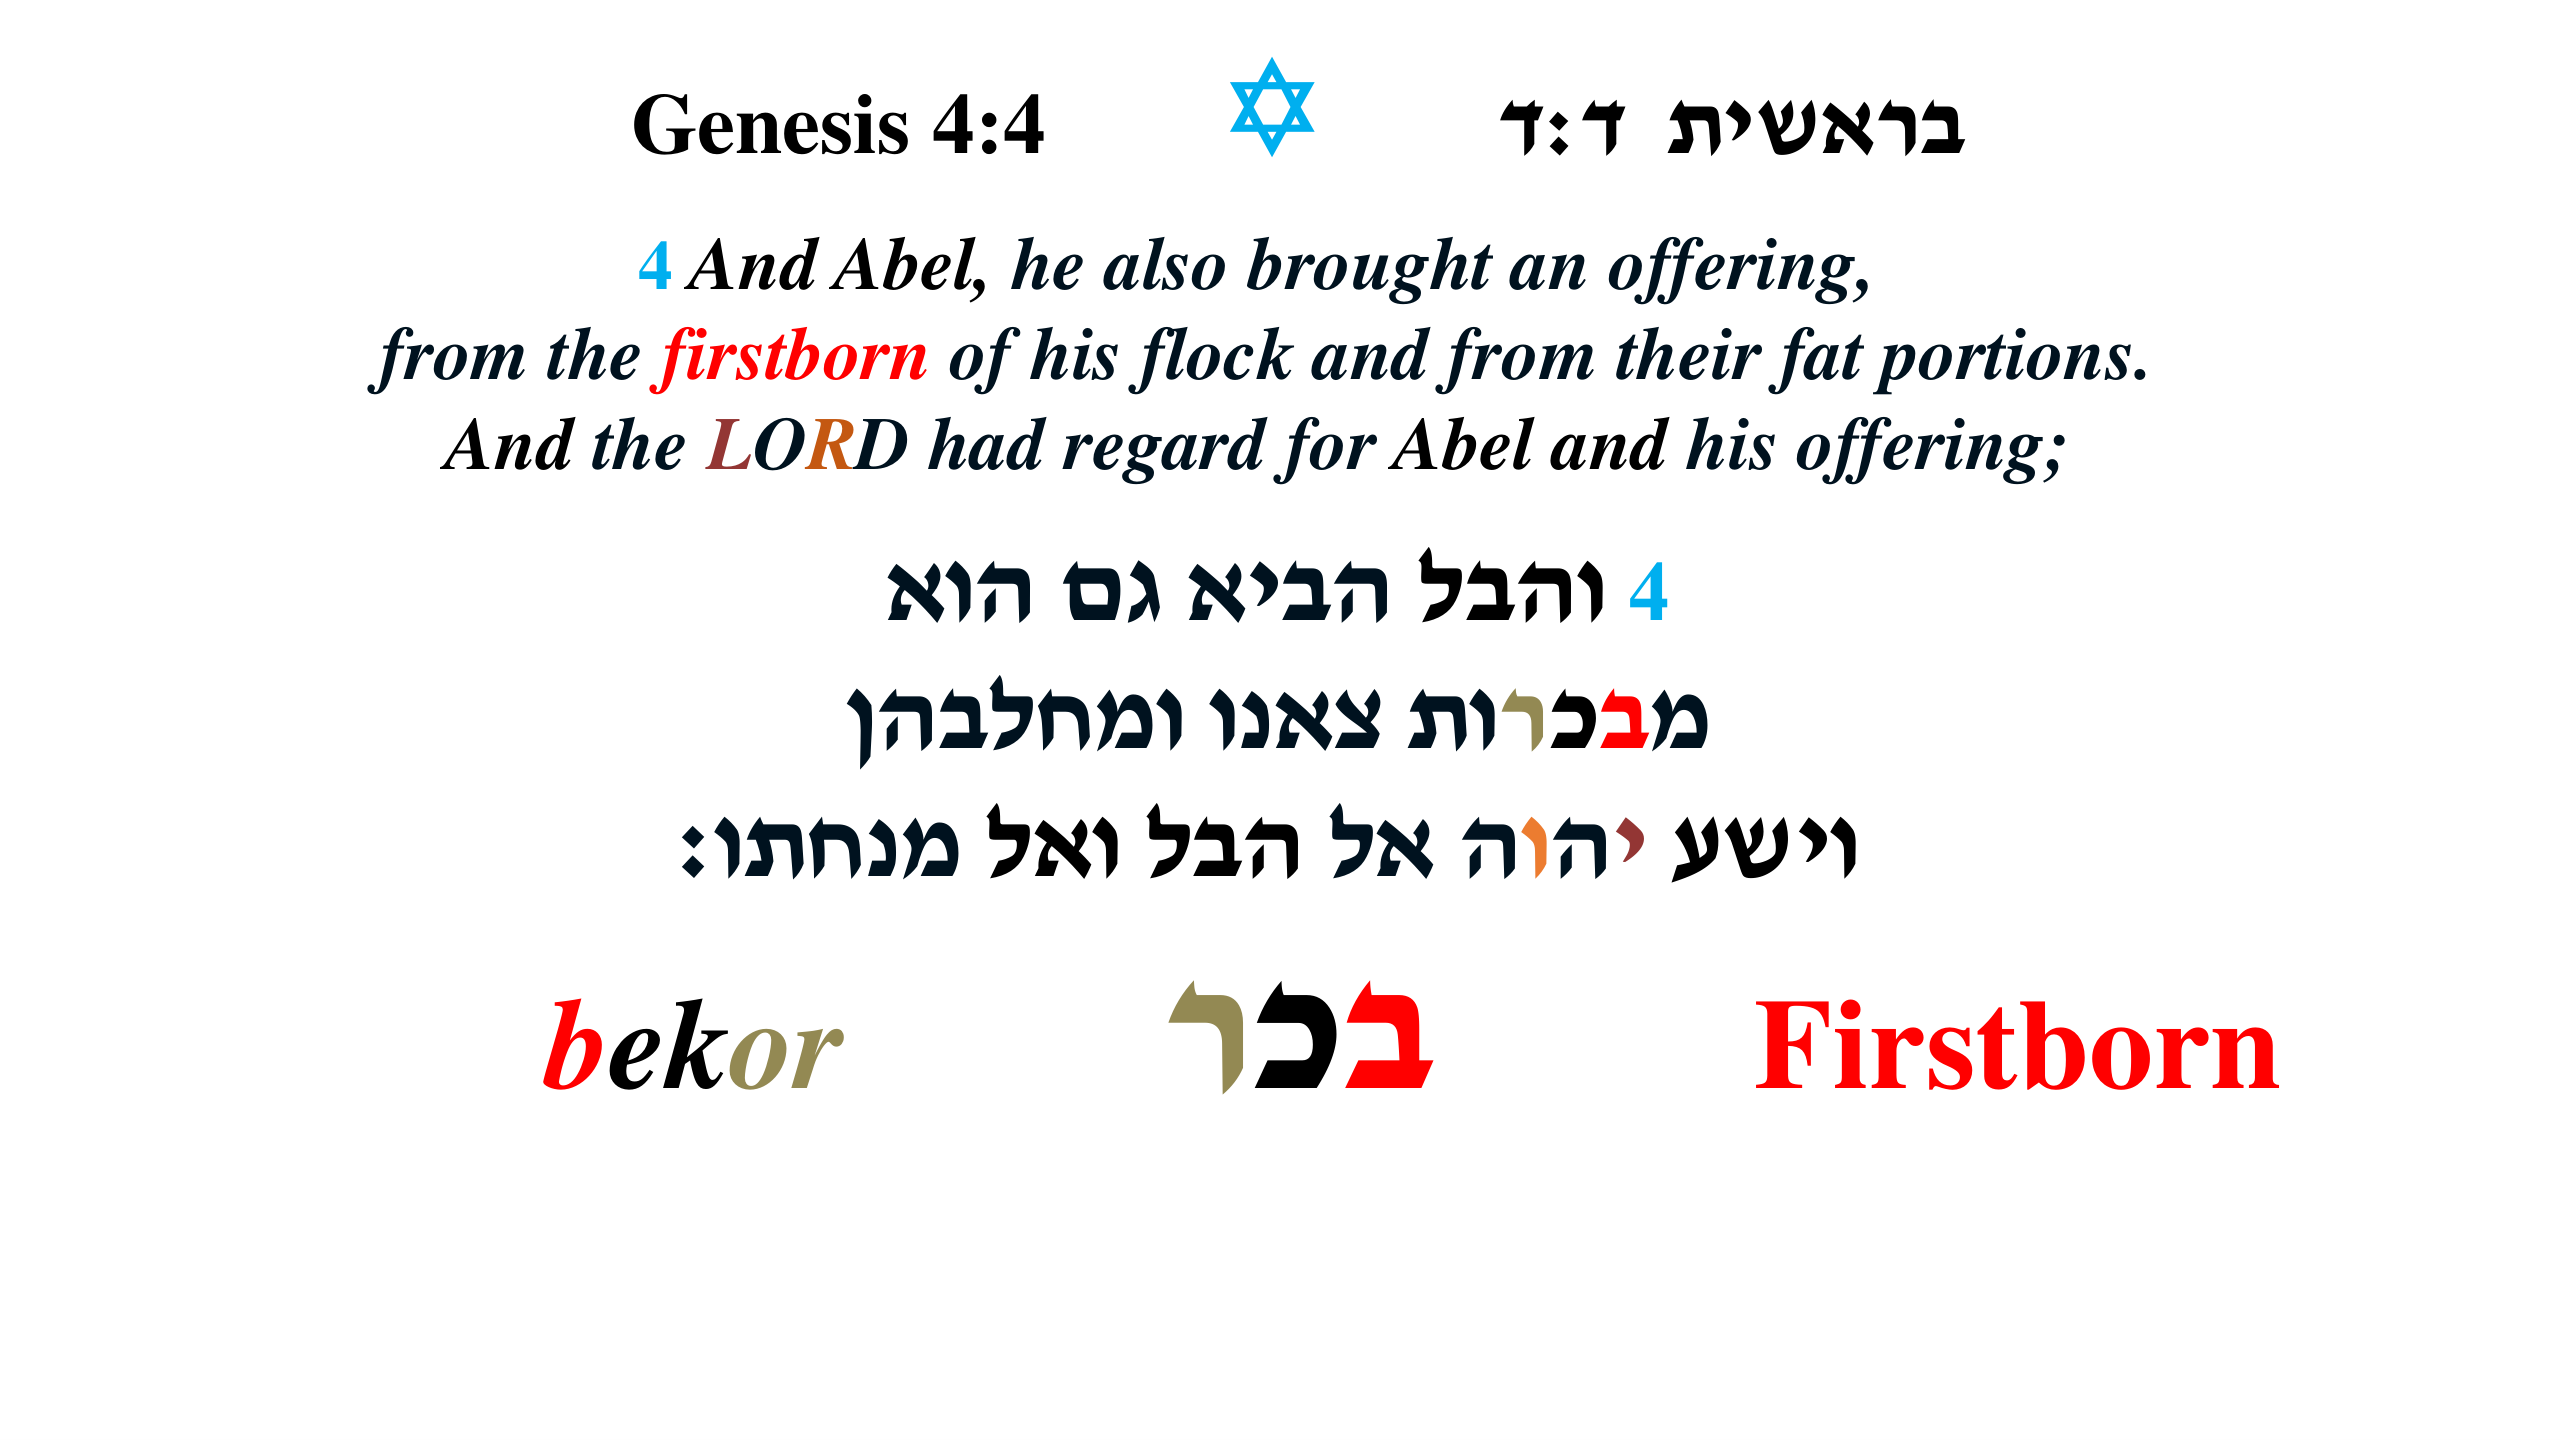 Genesis 4:4 ✡ בראשית ד:ד
4 And Abel, he also brought an offering,
from the firstborn of his flock and from their fat portions.
And the LORD had regard for Abel and his offering;
4 והבל הביא גם הוא
מבכרות צאנו ומחלבהן
וישע יהוה אל הבל ואל מנחתו:
bekor בכר Firstborn